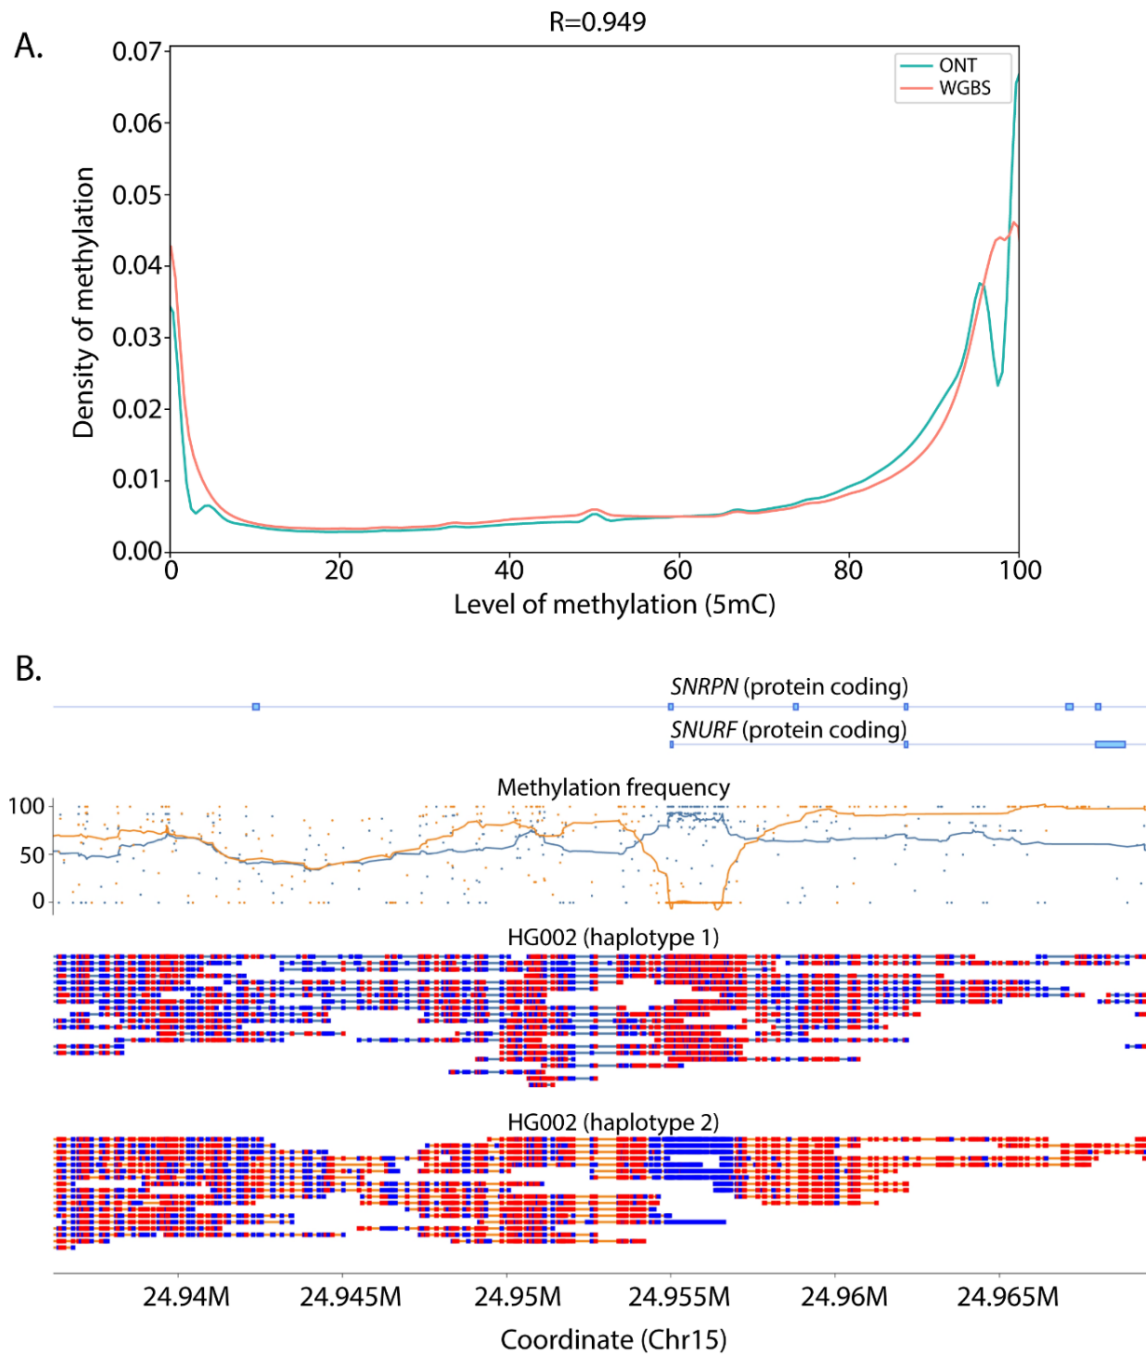 A.
R=0.949
ONT
WGBS
Density of methylation
0.07
0.06
0.05
0.04
0.03
0.02
0.01
0.00
0 20 40 60 80 100
Level of methylation (5mC)
B.
SNRPN (protein coding)
SNURF (protein coding)
Methylation frequency
100
50
0
HG002 (haplotype 1)
HG002 (haplotype 2)
24.94M 24.945M 24.95M 24.955M 24.96M 24.965M
Coordinate (Chr15)